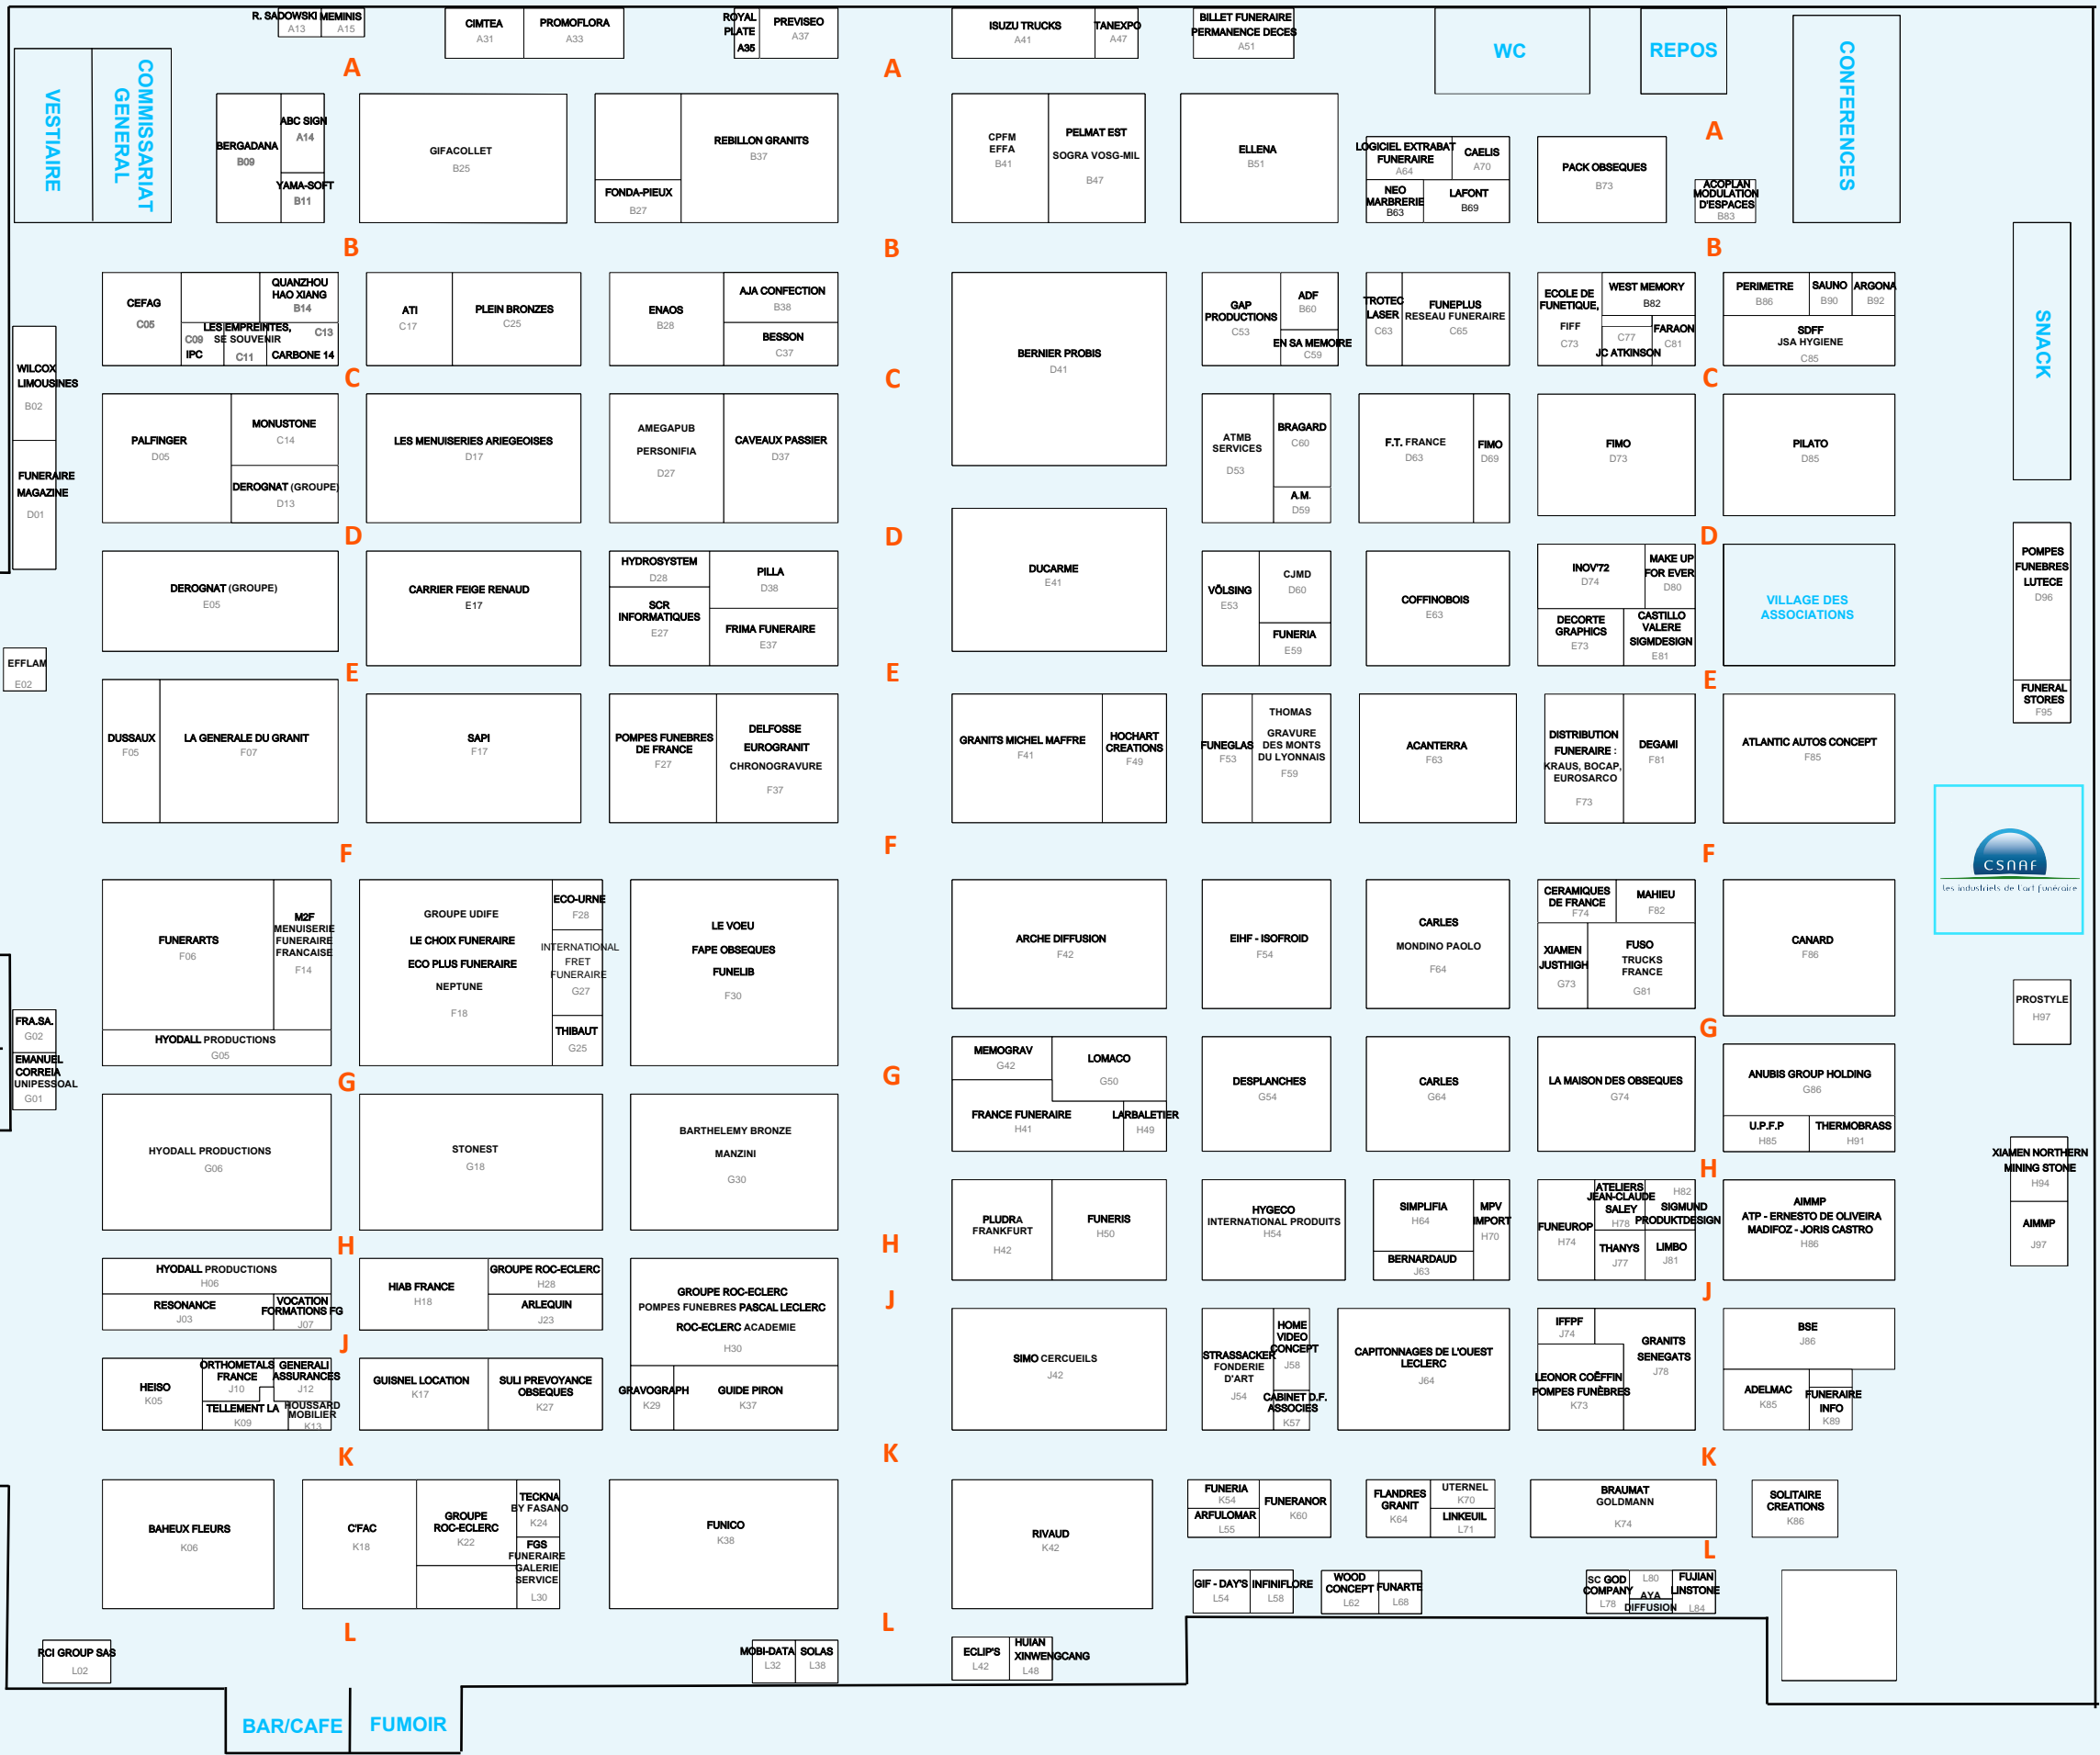 R. SADOWSKI
A13
MEMINIS
A15
CIMTEA
A31
PROMOFLORA
A33
ROYAL
PLATE
A35
PREVISEO
A37
ISUZU TRUCKS
A41
TANEXPO
A47
BILLET FUNERAIRE
PERMANENCE DECES
A51
WC
REPOS
CONFERENCES
VESTIAIRE
COMMISSARIAT
GENERAL
A
A
A
BERGADANA
B09
ABC SIGN
A14
YAMA-SOFT
B11
GIFACOLLET
B25
FONDA-PIEUX
B27
REBILLON GRANITS
B37
CPFM
EFFA
B41
PELMAT EST
SOGRA VOSG-MIL
B47
ELLENA
B51
LOGICIEL EXTRABAT
FUNERAIRE
A64
CAELIS
A70
NEO
MARBRERIE
B63
LAFONT
B69
PACK OBSEQUES
B73
ACOPLAN
MODULATION
D'ESPACES
B83
B
B
B
SNACK
CEFAG
C05
QUANZHOU
HAO XIANG
B14
LES EMPREINTES,
SE SOUVENIR
C09
IPC
C11
C13
CARBONE 14
ATI
C17
PLEIN BRONZES
C25
ENAOS
B28
AJA CONFECTION
B38
BESSON
C37
BERNIER PROBIS
D41
GAP
PRODUCTIONS
C53
ADF
B60
EN SA MEMOIRE
C59
TROTEC
LASER
C63
FUNEPLUS
RESEAU FUNERAIRE
C65
ECOLE DE
FUNETIQUE,
FIFF
C73
WEST MEMORY
B82
C77
JC ATKINSON
FARAON
C81
PERIMETRE
B86
SAUNO
B90
ARGONA
B92
SDFF
JSA HYGIENE
C85
WILCOX
LIMOUSINES
B02
FUNERAIRE
MAGAZINE
D01
C
C
C
PALFINGER
D05
MONUSTONE
C14
DEROGNAT (GROUPE)
D13
LES MENUISERIES ARIEGEOISES
D17
AMEGAPUB
PERSONIFIA
D27
CAVEAUX PASSIER
D37
ATMB
SERVICES
D53
BRAGARD
C60
A.M.
D59
F.T. FRANCE
D63
FIMO
D69
FIMO
D73
PILATO
D85
D
D
D
DEROGNAT (GROUPE)
E05
CARRIER FEIGE RENAUD
E17
HYDROSYSTEM
D28
SCR
INFORMATIQUES
E27
PILLA
D38
FRIMA FUNERAIRE
E37
DUCARME
E41
VÖLSING
E53
CJMD
D60
FUNERIA
E59
COFFINOBOIS
E63
INOV'72
D74
MAKE UP
FOR EVER
D80
DECORTE
GRAPHICS
E73
CASTILLO
VALERE
SIGMDESIGN
E81
VILLAGE DES
ASSOCIATIONS
POMPES
FUNEBRES
LUTECE
D96
FUNERAL
STORES
F95
EFFLAM
E02
E
E
E
DUSSAUX
F05
LA GENERALE DU GRANIT
F07
SAPI
F17
POMPES FUNEBRES
DE FRANCE
F27
DELFOSSE
EUROGRANIT
CHRONOGRAVURE
F37
GRANITS MICHEL MAFFRE
F41
HOCHART
CREATIONS
F49
FUNEGLAS
F53
THOMAS
GRAVURE
DES MONTS
DU LYONNAIS
F59
ACANTERRA
F63
DISTRIBUTION
FUNERAIRE :
KRAUS, BOCAP,
EUROSARCO
F73
DEGAMI
F81
ATLANTIC AUTOS CONCEPT
F85
CSNAF
les industriels de l'art funéraire
F
F
F
FUNERARTS
F06
M2F
MENUISERIE
FUNERAIRE
FRANCAISE
F14
HYODALL PRODUCTIONS
G05
GROUPE UDIFE
LE CHOIX FUNERAIRE
ECO PLUS FUNERAIRE
NEPTUNE
F18
ECO-URNE
F28
INTERNATIONAL
FRET
FUNERAIRE
G27
THIBAUT
G25
LE VOEU
FAPE OBSEQUES
FUNELIB
F30
ARCHE DIFFUSION
F42
EIHF - ISOFROID
F54
CARLES
MONDINO PAOLO
F64
CERAMIQUES
DE FRANCE
F74
MAHIEU
F82
XIAMEN
JUSTHIGH
G73
FUSO
TRUCKS
FRANCE
G81
CANARD
F86
PROSTYLE
H97
FRA.SA.
G02
EMANUEL
CORREIA
UNIPESSOAL
G01
G
G
G
HYODALL PRODUCTIONS
G06
STONEST
G18
BARTHELEMY BRONZE
MANZINI
G30
MEMOGRAV
G42
LOMACO
G50
FRANCE FUNERAIRE
H41
LARBALETIER
H49
DESPLANCHES
G54
CARLES
G64
LA MAISON DES OBSEQUES
G74
ANUBIS GROUP HOLDING
G86
U.P.F.P
H85
THERMOBRASS
H91
XIAMEN NORTHERN
MINING STONE
H94
AIMMP
J97
H
H
H
HYODALL PRODUCTIONS
H06
RESONANCE
J03
VOCATION
FORMATIONS FG
J07
HIAB FRANCE
H18
GROUPE ROC-ECLERC
H28
ARLEQUIN
J23
GROUPE ROC-ECLERC
POMPES FUNEBRES PASCAL LECLERC
ROC-ECLERC ACADEMIE
H30
GRAVOGRAPH
K29
GUIDE PIRON
K37
PLUDRA
FRANKFURT
H42
FUNERIS
H50
HYGECO
INTERNATIONAL PRODUITS
H54
SIMPLIFIA
H64
BERNARDAUD
J63
MPV
IMPORT
H70
FUNEUROP
H74
ATELIERS
JEAN-CLAUDE
SALEY
H78
H82
SIGMUND
PRODUKTDESIGN
THANYS
J77
LIMBO
J81
AIMMP
ATP - ERNESTO DE OLIVEIRA
MADIFOZ - JORIS CASTRO
H86
J
J
J
HEISO
K05
ORTHOMETALS
FRANCE
J10
GENERALI
ASSURANCES
J12
TELLEMENT LA
K09
HOUSSARD
MOBILIER
K13
GUISNEL LOCATION
K17
SULI PREVOYANCE
OBSEQUES
K27
SIMO CERCUEILS
J42
STRASSACKER
FONDERIE
D'ART
J54
HOME
VIDEO
CONCEPT
J58
CABINET D.F.
ASSOCIES
K57
CAPITONNAGES DE L'OUEST
LECLERC
J64
IFFPF
J74
LEONOR COËFFIN
POMPES FUNÈBRES
K73
GRANITS
SENEGATS
J78
BSE
J86
ADELMAC
K85
FUNERAIRE
INFO
K89
K
K
K
BAHEUX FLEURS
K06
C'FAC
K18
GROUPE
ROC-ECLERC
K22
TECKNA
BY FASANO
K24
FGS
FUNERAIRE
GALERIE
SERVICE
L30
FUNICO
K38
RIVAUD
K42
FUNERIA
K54
ARFULOMAR
L55
FUNERANOR
K60
FLANDRES
GRANIT
K64
UTERNEL
K70
LINKEUIL
L71
BRAUMAT
GOLDMANN
K74
SOLITAIRE
CREATIONS
K86
L
L
L
GIF - DAY'S
L54
INFINIFLORE
L58
WOOD
CONCEPT
L62
FUNARTE
L68
SC GOD
COMPANY
L78
L80
AYA
DIFFUSION
FUJIAN
LINSTONE
L84
RCI GROUP SAS
L02
MOBI-DATA
L32
SOLAS
L38
ECLIP'S
L42
HUIAN
XINWENGCANG
L48
BAR/CAFE
FUMOIR